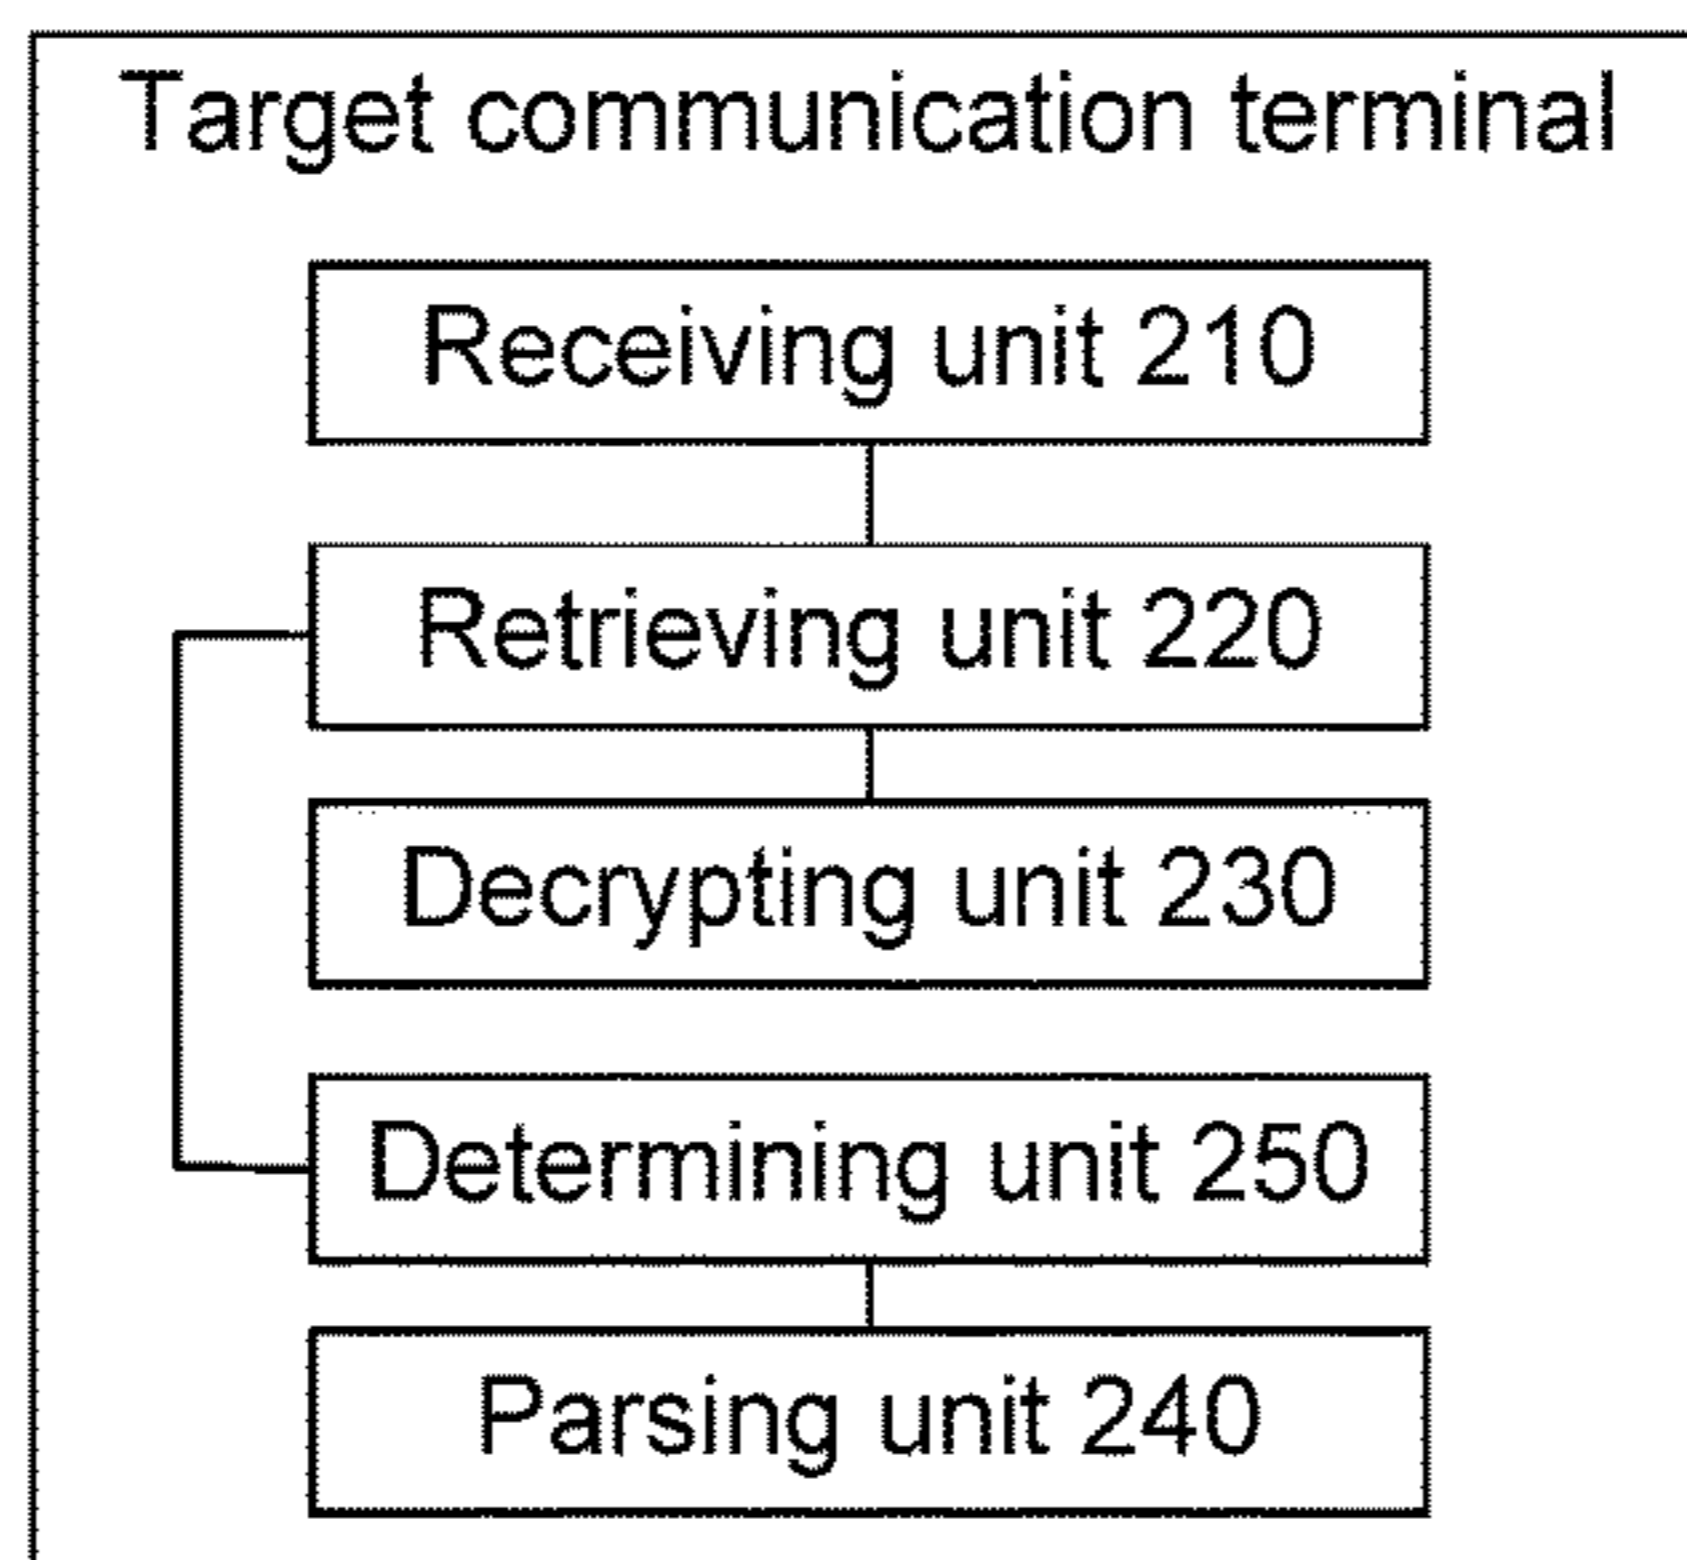 Target communication terminal
Receiving unit 210
Retrieving unit 220
Decrypting unit 230
Determining unit 250
Parsing unit 240